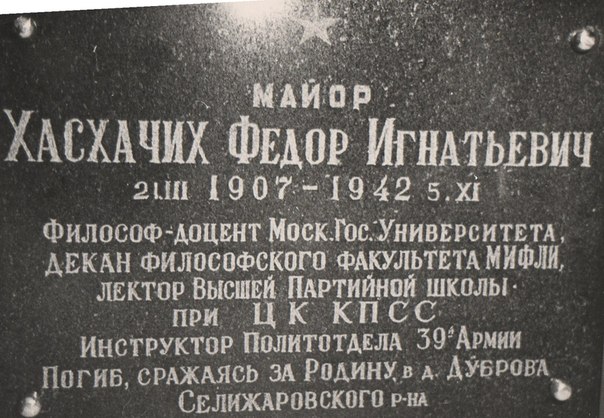 МАЙОР
ХАСХАЧИХ ФЕДОР ИГНАТЬЕВИЧ
21.III 1907-1942 5.XI
ФИЛОСОФ-ДОЦЕНТ МОСК.ГОС.УНИВЕРСИТЕТА,
ДЕКАН ФИЛОСОФСКОГО ФАКУЛЬТЕТА МИФЛИ,
ЛЕКТОР ВЫСШЕЙ ПАРТИЙНОЙ ШКОЛЫ
ПРИ ЦК КПСС
ИНСТРУКТОР ПОЛИТОТДЕЛА 39й АРМИИ
ПОГИБ, СРАЖАЯСЬ ЗА РОДИНУ, В Д. ДУБРОВА
СЕЛИЖАРОВСКОГО Р-НА